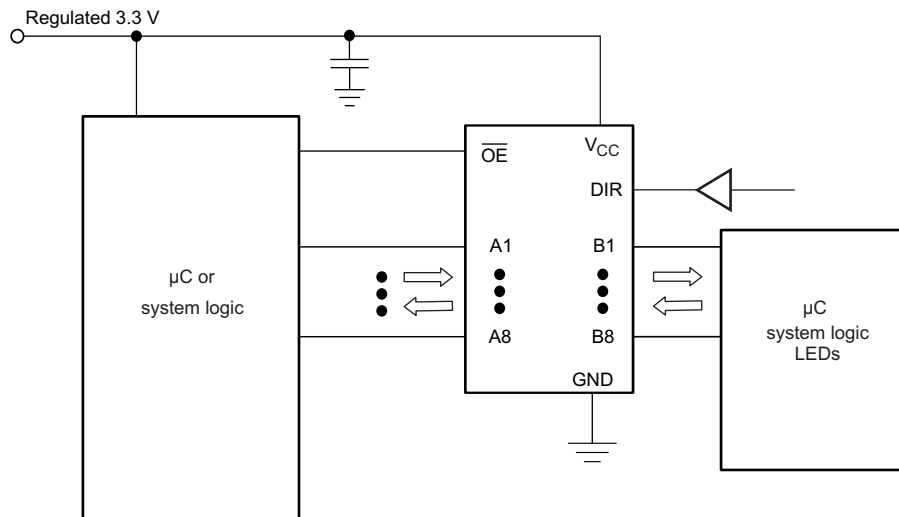 Regulated 3.3 V
OE
VCC
DIR
µC or
system logic
A1
B1
A8
B8
GND
µC
system logic
LEDs